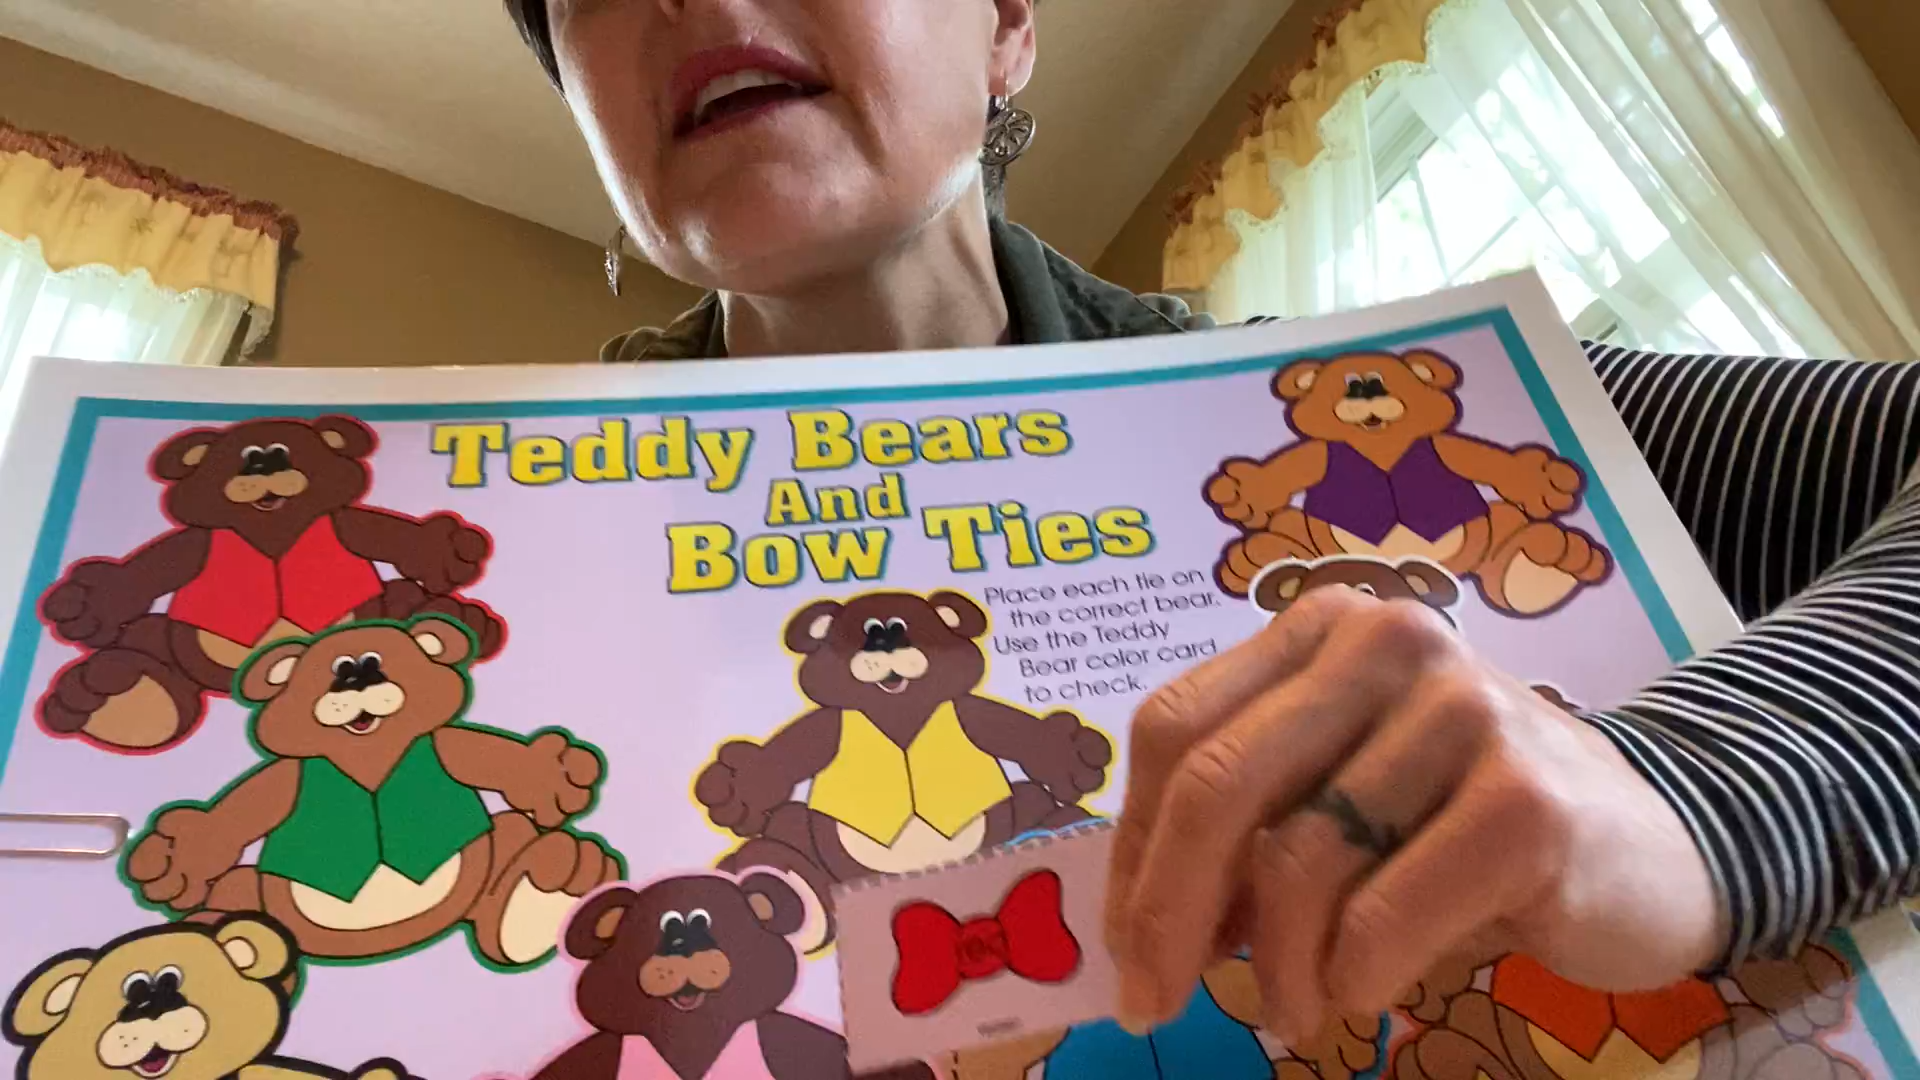 Teddy Bears
And
Bow Ties
Place each tie on
the correct bear.
Use the Teddy
Bear color card
to check.